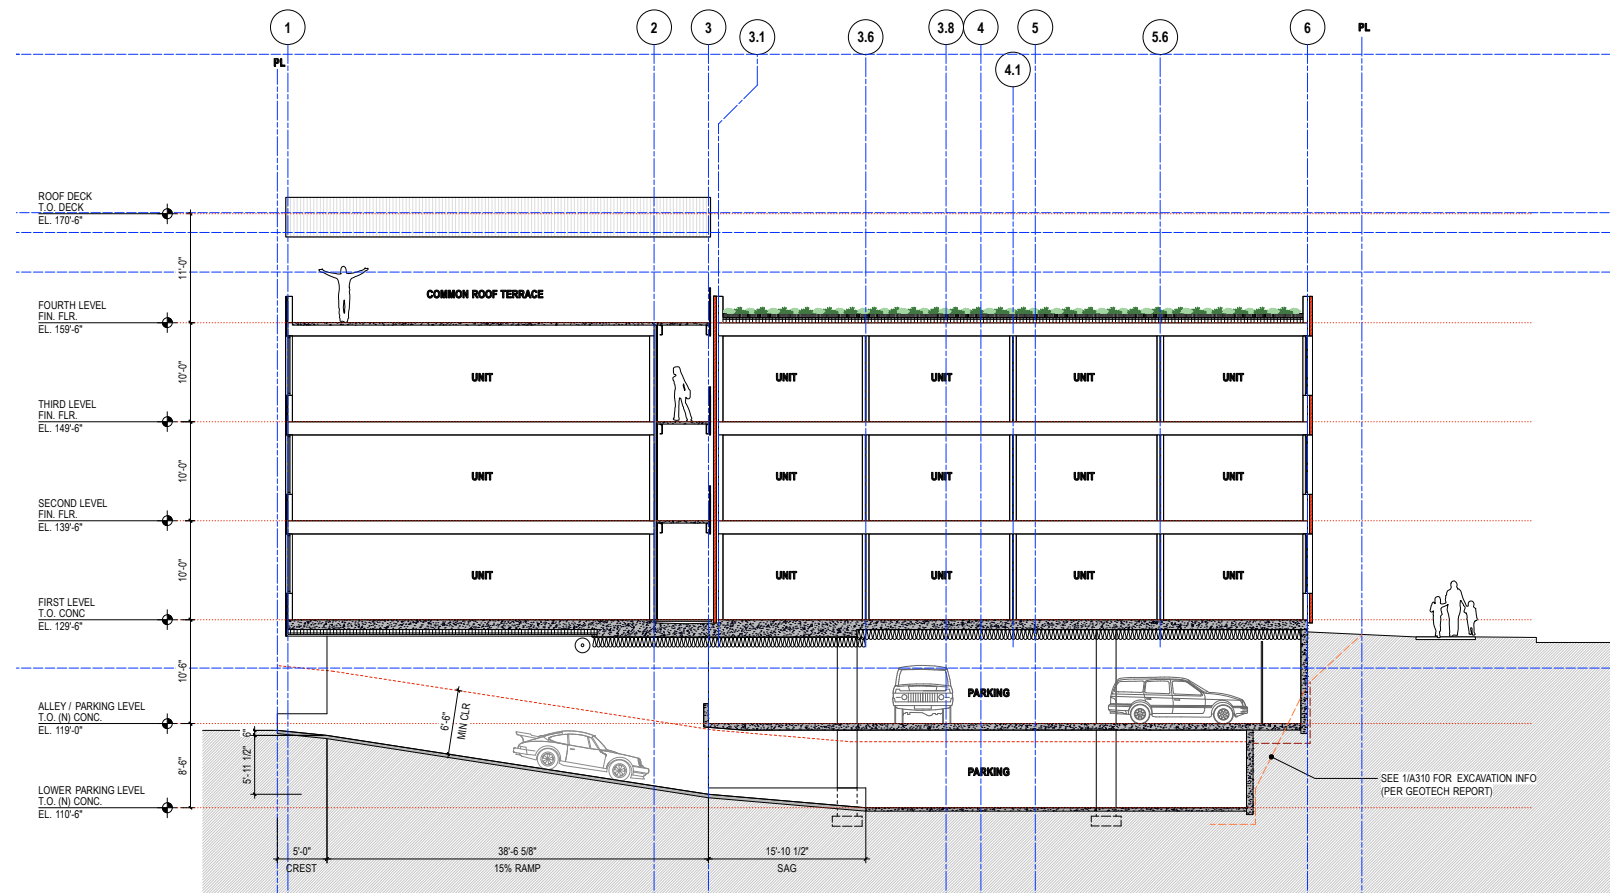 1
2
3
3.1
3.6
3.8
4
4.1
5
5.6
6
PL
PL
ROOF DECK
T.O. DECK
EL. 170'-6"
11'-0"
COMMON ROOF TERRACE
FOURTH LEVEL
FIN. FLR.
EL. 159'-6"
10'-0"
UNIT
UNIT
UNIT
UNIT
UNIT
THIRD LEVEL
FIN. FLR.
EL. 149'-6"
10'-0"
UNIT
UNIT
UNIT
UNIT
UNIT
SECOND LEVEL
FIN. FLR.
EL. 139'-6"
10'-0"
UNIT
UNIT
UNIT
UNIT
UNIT
FIRST LEVEL
T.O. CONC
EL. 129'-6"
10'-6"
PARKING
ALLEY / PARKING LEVEL
T.O. (N) CONC.
EL. 119'-0"
6'-6"
MIN CLR
6"
5'-11 1/2"
8'-6"
PARKING
SEE 1/A310 FOR EXCAVATION INFO
(PER GEOTECH REPORT)
LOWER PARKING LEVEL
T.O. (N) CONC.
EL. 110'-6"
5'-0"
CREST
38'-6 5/8"
15% RAMP
15'-10 1/2"
SAG